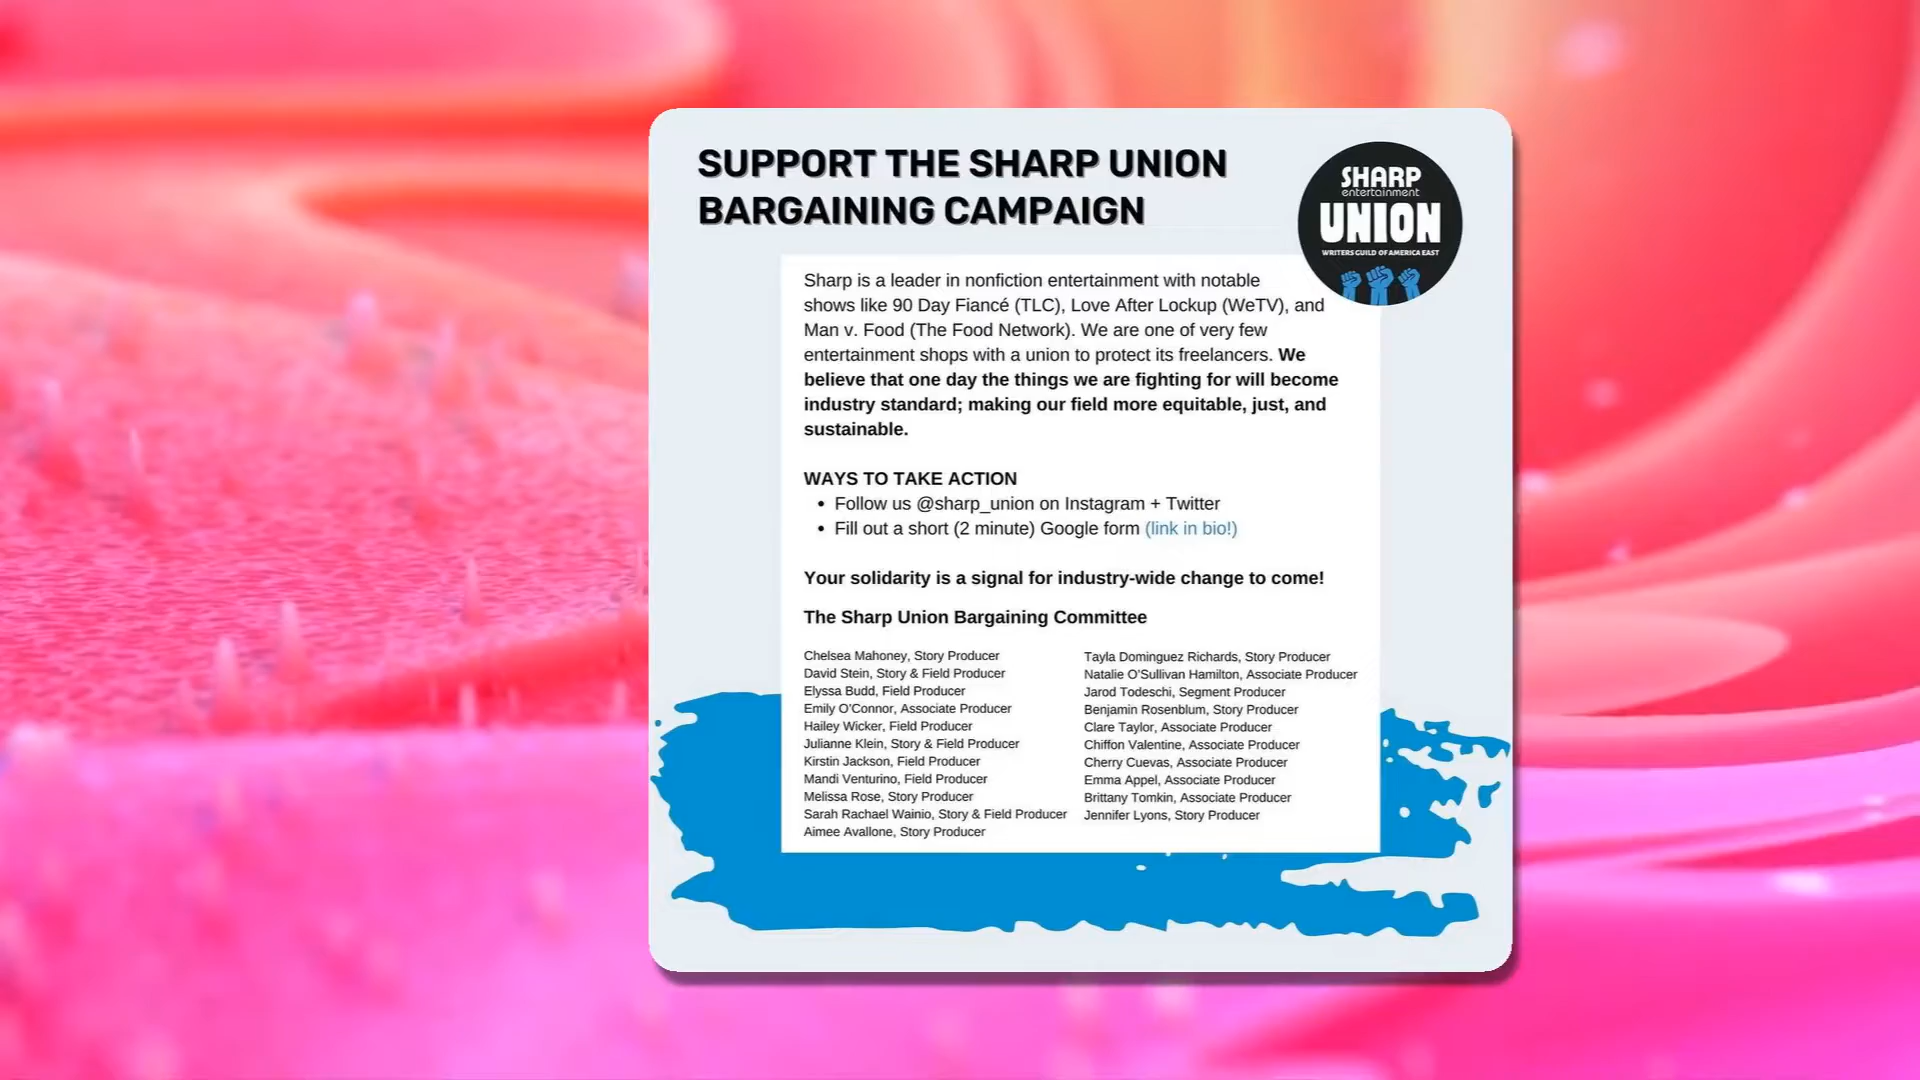 SUPPORT THE SHARP UNION
BARGAINING CAMPAIGN
SHARP
entertainment
UNION
WRITERS GUILD OF AMERICA EAST
Sharp is a leader in nonfiction entertainment with notable
shows like 90 Day Fiancé (TLC), Love After Lockup (WeTV), and
Man v. Food (The Food Network). We are one of very few
entertainment shops with a union to protect its freelancers. We
believe that one day the things we are fighting for will become
industry standard; making our field more equitable, just, and
sustainable.
WAYS TO TAKE ACTION
• Follow us @sharp_union on Instagram + Twitter
• Fill out a short (2 minute) Google form (link in bio!)
Your solidarity is a signal for industry-wide change to come!
The Sharp Union Bargaining Committee
Chelsea Mahoney, Story Producer
David Stein, Story & Field Producer
Elyssa Budd, Field Producer
Emily O'Connor, Associate Producer
Hailey Wicker, Field Producer
Julianne Klein, Story & Field Producer
Kirstin Jackson, Field Producer
Mandi Venturino, Field Producer
Melissa Rose, Story Producer
Sarah Rachael Wainio, Story & Field Producer
Aimee Avallone, Story Producer
Tayla Dominguez Richards, Story Producer
Natalie O'Sullivan Hamilton, Associate Producer
Jarod Todeschi, Segment Producer
Benjamin Rosenblum, Story Producer
Clare Taylor, Associate Producer
Chiffon Valentine, Associate Producer
Cherry Cuevas, Associate Producer
Emma Appel, Associate Producer
Brittany Tomkin, Associate Producer
Jennifer Lyons, Story Producer